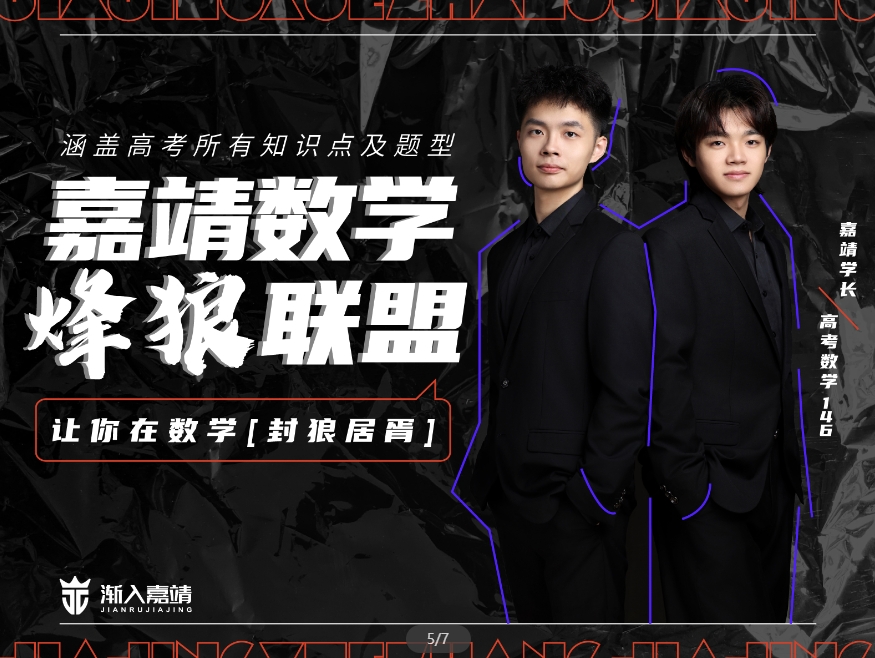 涵盖高考所有知识点及题型
嘉靖数学
烽狼联盟
让你在数学[封狼居胥]
嘉靖学长
高考数学146
渐入嘉靖
JIANRUJIAJING
5/7